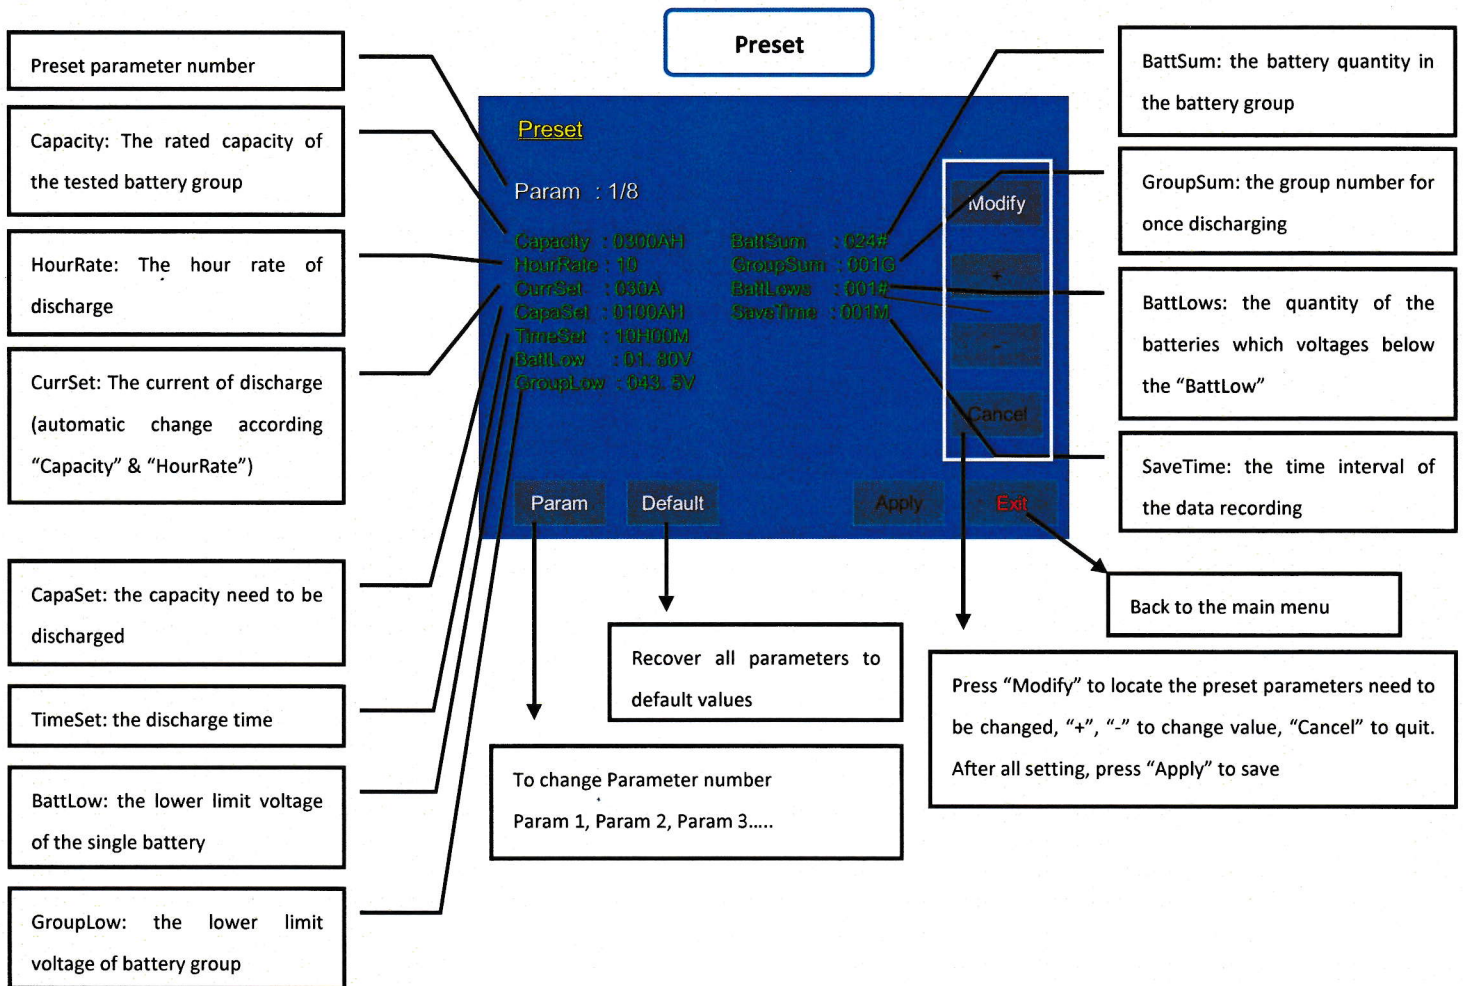 Preset
Preset parameter number
Capacity: The rated capacity of
the tested battery group
HourRate: The hour rate of
discharge
CurrSet: The current of discharge
(automatic change according
“Capacity” & “HourRate”)
CapaSet: the capacity need to be
discharged
TimeSet: the discharge time
BattLow: the lower limit voltage
of the single battery
GroupLow: the lower limit
voltage of battery group
Preset
Param : 1/8
Capacity : 0300AH
HourRate : 10
CurrSet : 030A
CapaSet : 0100AH
TimeSet : 10H00M
BattLow : 01. 80V
GroupLow : 043. 5V
BattSum : 024#
GroupSum : 001G
BattLows : 001#
SaveTime : 001M
Modify
+
-
Cancel
Param
Default
Apply
Exit
BattSum: the battery quantity in
the battery group
GroupSum: the group number for
once discharging
BattLows: the quantity of the
batteries which voltages below
the “BattLow”
SaveTime: the time interval of
the data recording
Back to the main menu
Recover all parameters to
default values
To change Parameter number
Param 1, Param 2, Param 3…..
Press “Modify” to locate the preset parameters need to
be changed, “+”, “-” to change value, “Cancel” to quit.
After all setting, press “Apply” to save